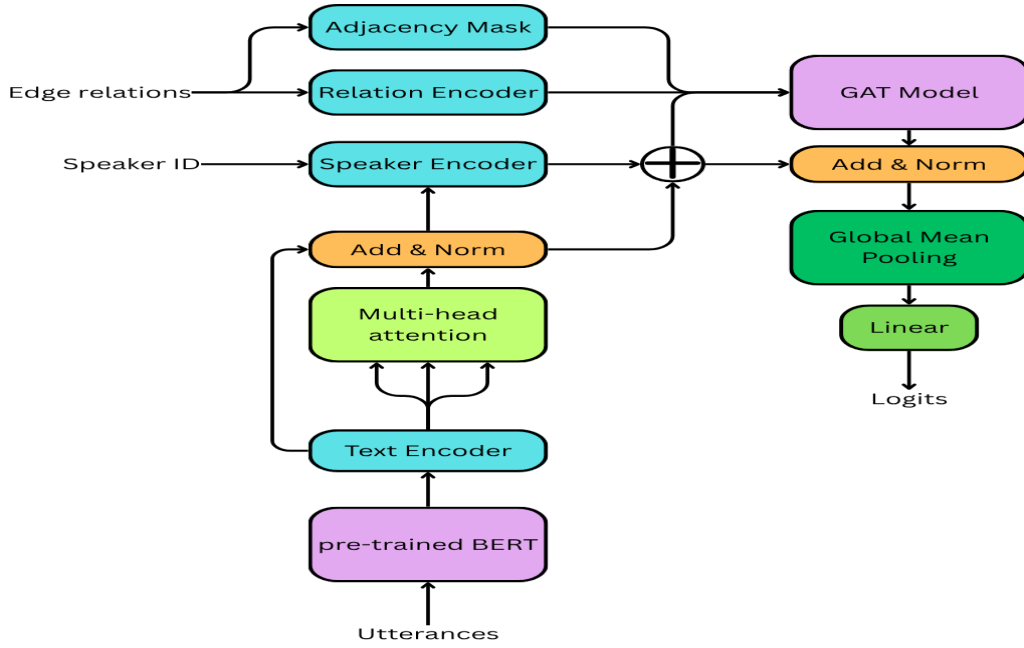 Adjacency Mask
Edge relations
Relation Encoder
GAT Model
Speaker ID
Speaker Encoder
Add & Norm
Add & Norm
Global Mean
Pooling
Multi-head
attention
Linear
Logits
Text Encoder
pre-trained BERT
Utterances